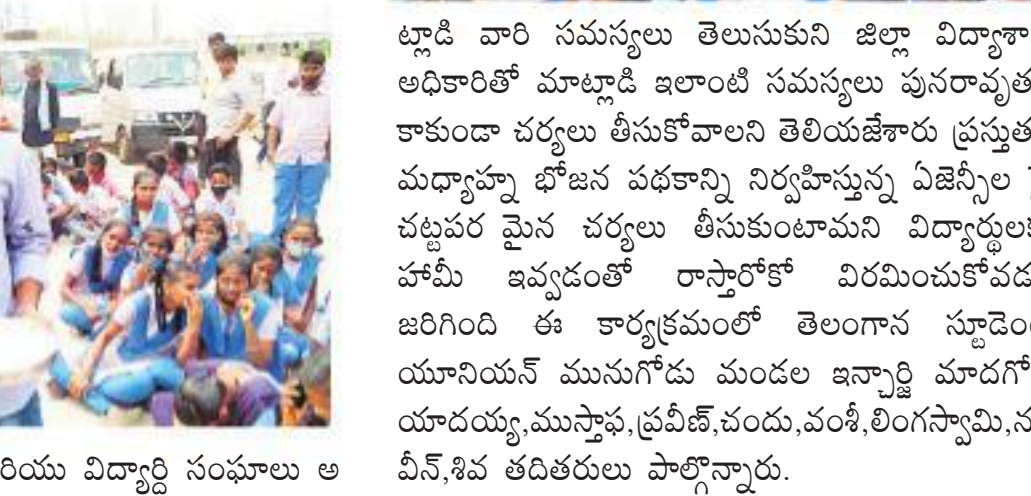 రియు విద్యార్ధి సంఘాలు అ
ట్లాడి వారి సమస్యలు తెలుసుకుని జిల్లా విద్యాశా
అధికారితో మాట్లాడి ఇలాంటి సమస్యలు పునరావృత
కాకుండా చర్యలు తీసుకోవాలని తెలియజేశారు ప్రస్తుత
మధ్యాహ్న భోజన పథకాన్ని నిర్వహిస్తున్న ఏజెన్సీల
చట్టపర మైన చర్యలు తీసుకుంటామని విద్యార్థులక
హామీ ఇవ్వడంతో రాస్తారోకో విరమించుకోవడ
జరిగింది ఈ కార్యక్రమంలో తెలంగాన స్టూడెం
యూనియన్ మునుగోడు మండల ఇన్చార్జి మాదగో
యాదయ్య,ముస్తాఫ,ప్రవీణ్,చందు,వంశీ,లింగస్వామి,న
వీన్,శివ తదితరులు పాల్గొన్నారు.